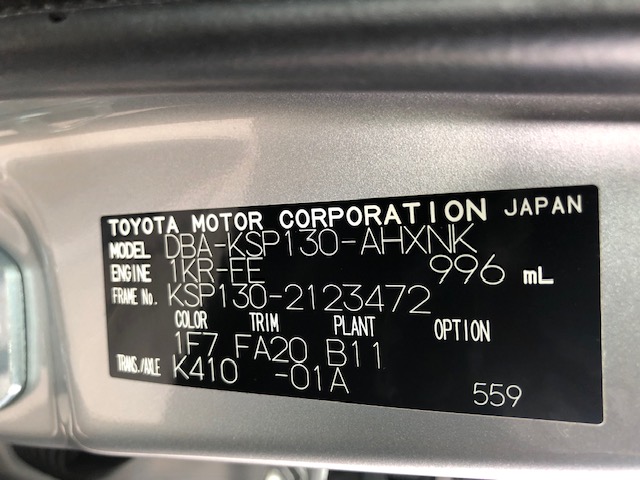 TOYOTA MOTOR CORPORATION JAPAN
MODEL DBA-KSP130-AHXNK
ENGINE 1KR-FE 996 mL
FRAME No. KSP130-2123472
COLOR TRIM PLANT OPTION
1F7 FA20 B11
TRANS./AXLE K410 -01A
559